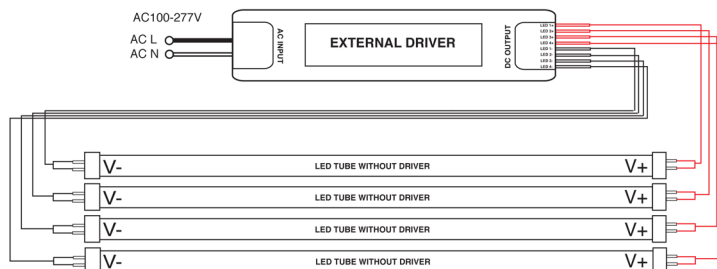 AC100-277V
AC L
AC N
AC INPUT
EXTERNAL DRIVER
DC OUTPUT
LED 1+
LED 2+
LED 3+
LED 4+
LED 1-
LED 2-
LED 3-
LED 4-
V- LED TUBE WITHOUT DRIVER V+
V- LED TUBE WITHOUT DRIVER V+
V- LED TUBE WITHOUT DRIVER V+
V- LED TUBE WITHOUT DRIVER V+